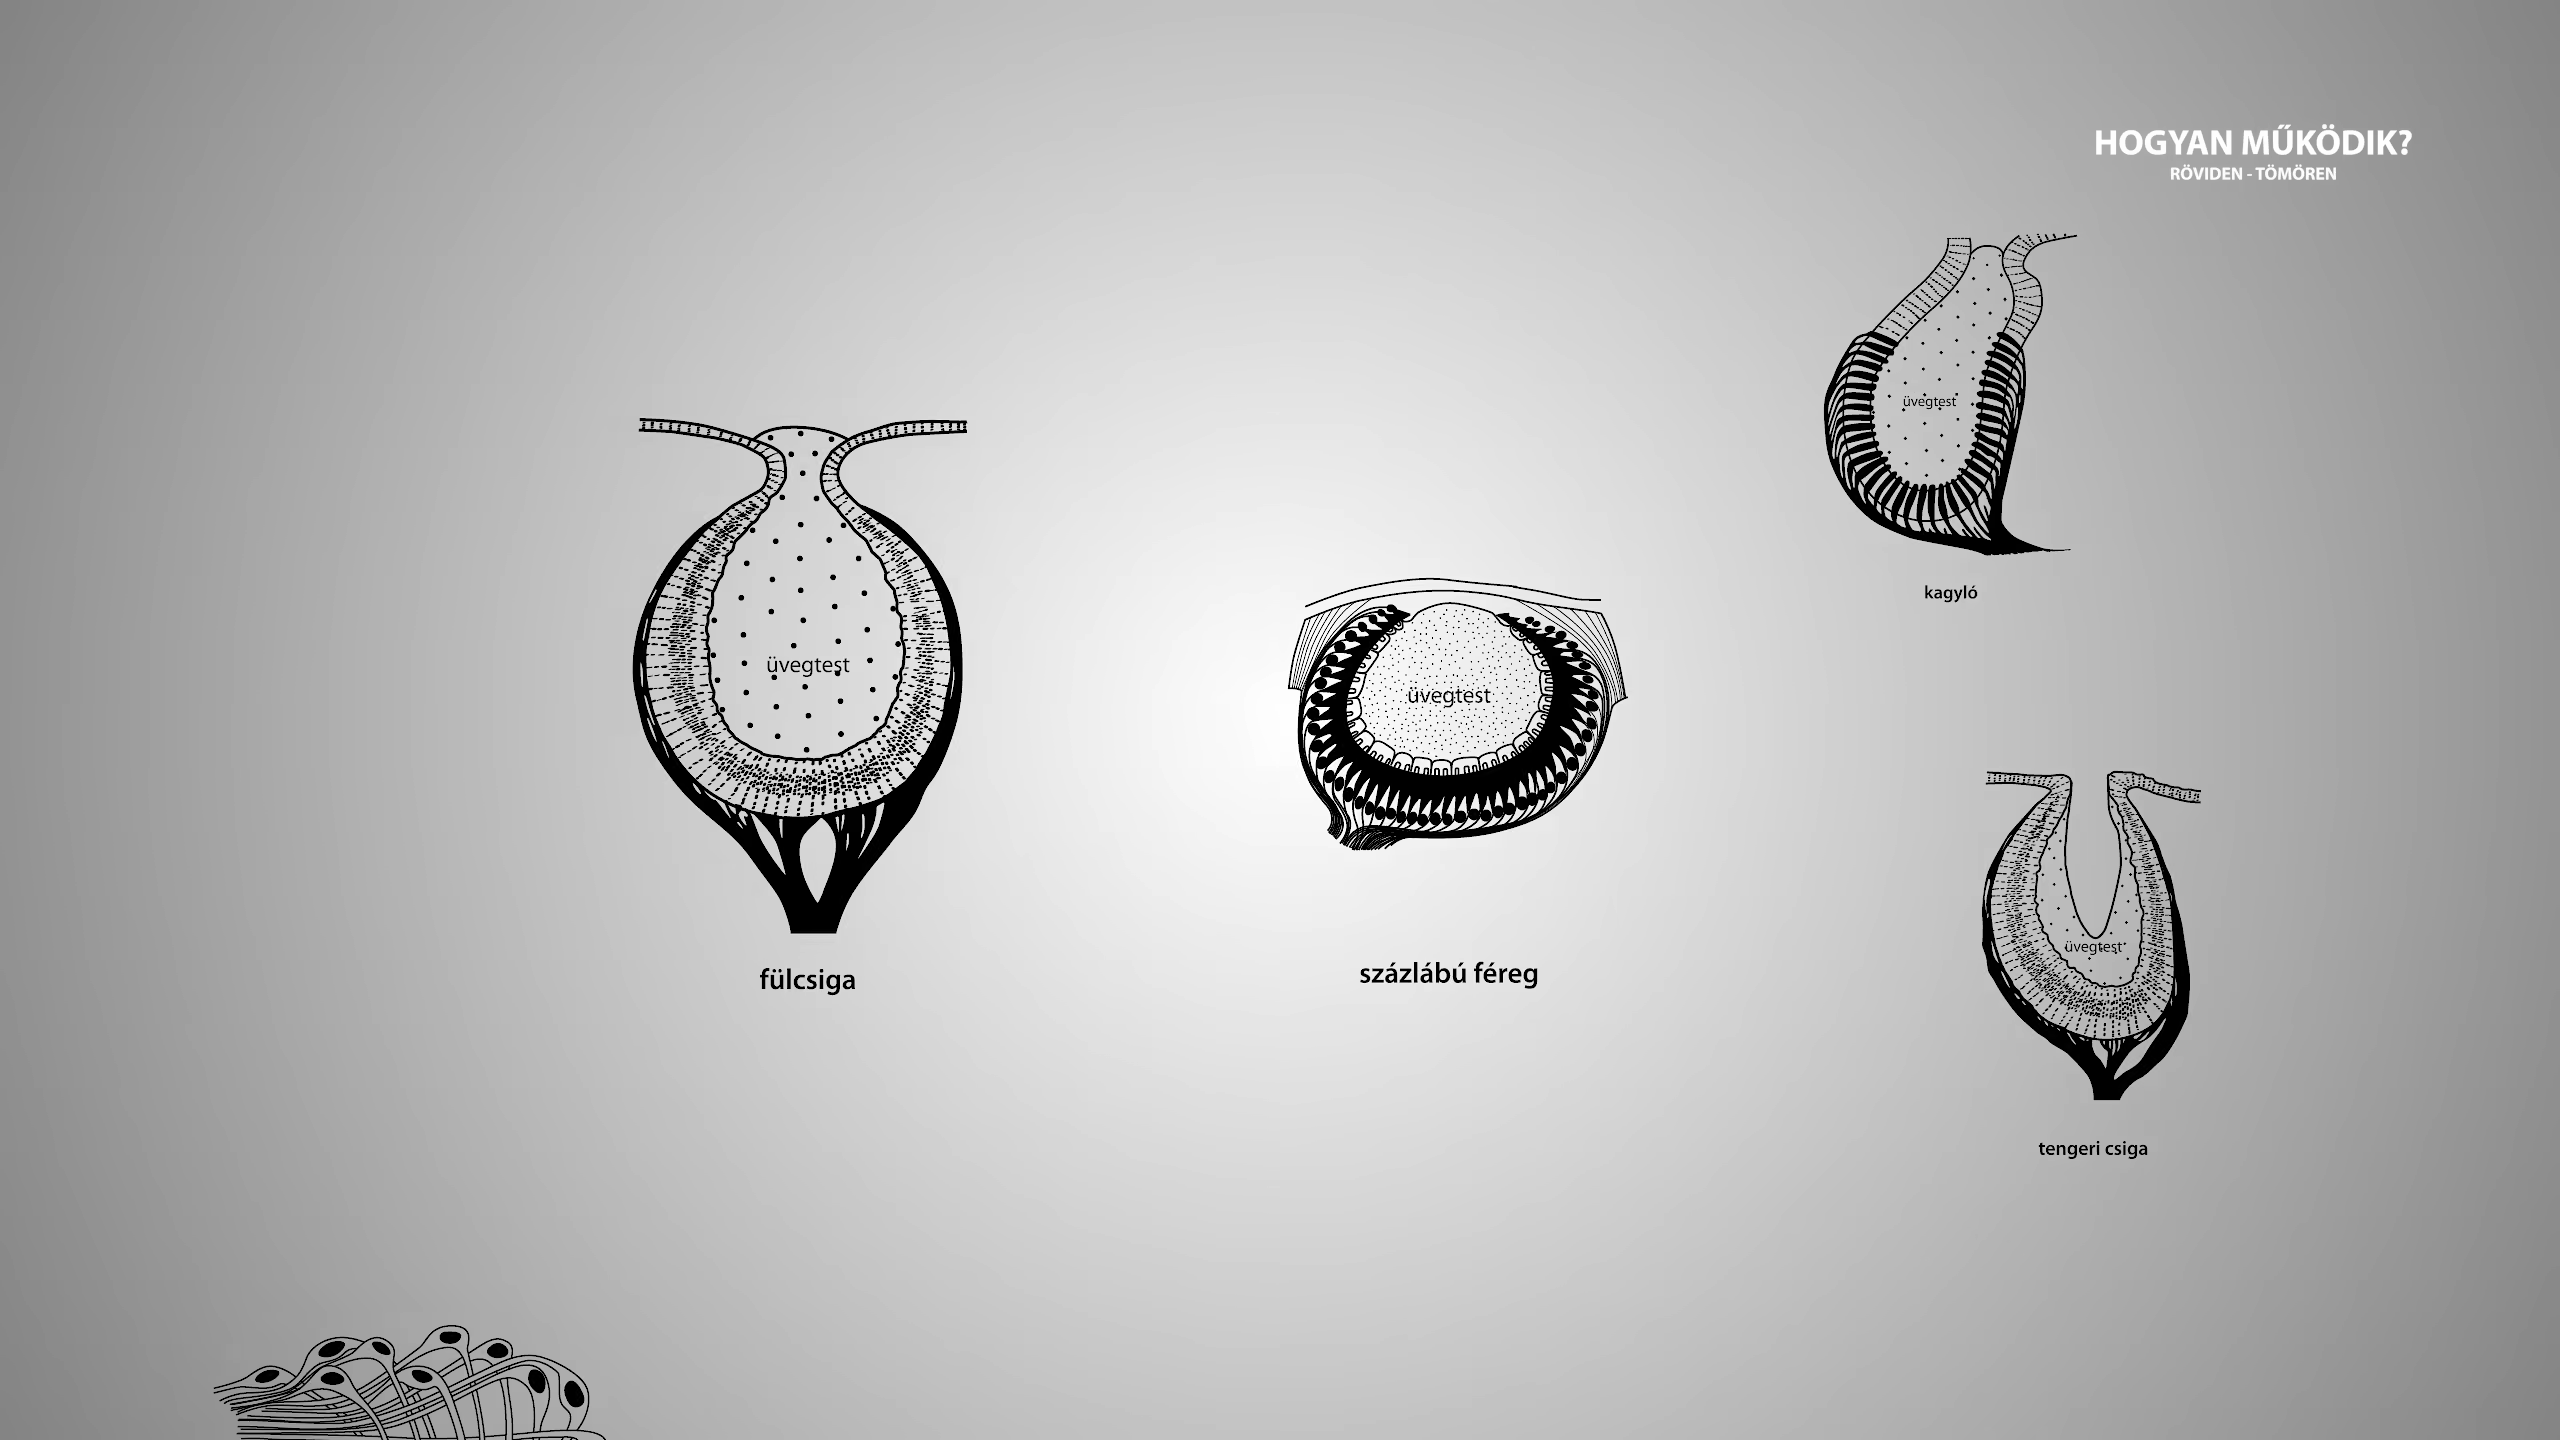 HOGYAN MŰKÖDIK?
RÖVIDEN - TÖMÖREN
üvegtest
kagyló
üvegtest
fülcsiga
üvegtest
százlábú féreg
üvegtest
tengeri csiga